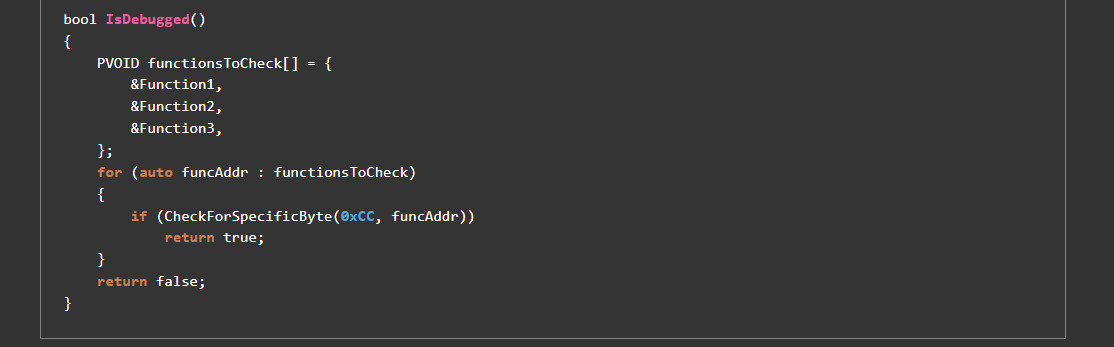 bool IsDebugged()
{
    PVOID functionsToCheck[] = {
        &Function1,
        &Function2,
        &Function3,
    };
    for (auto funcAddr : functionsToCheck)
    {
        if (CheckForSpecificByte(0xCC, funcAddr))
            return true;
    }
    return false;
}